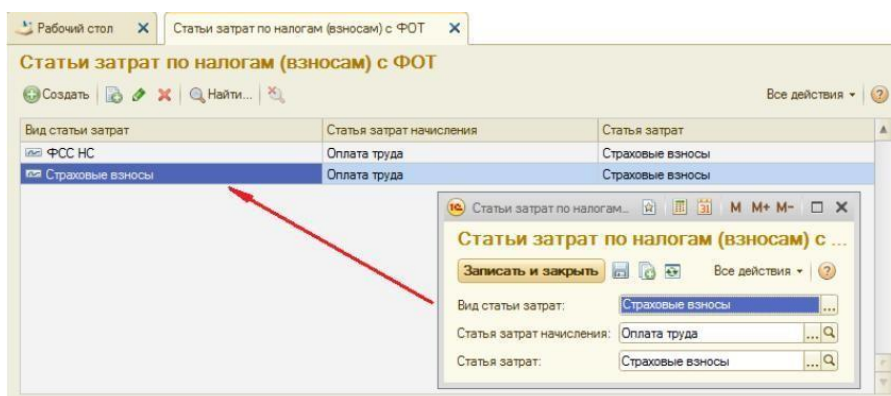 Рабочий стол
Статьи затрат по налогам (взносам) с ФОТ
Статьи затрат по налогам (взносам) с ФОТ
Создать Найти... Все действия
Вид статьи затрат Статья затрат начисления Статья затрат
ФСС НС Оплата труда Страховые взносы
Страховые взносы Оплата труда Страховые взносы
1С Статьи затрат по налогам... 31 M M+ M-
Статьи затрат по налогам (взносам) с ...
Записать и закрыть Все действия
Вид статьи затрат: Страховые взносы ...
Статья затрат начисления: Оплата труда ...
Статья затрат: Страховые взносы ...